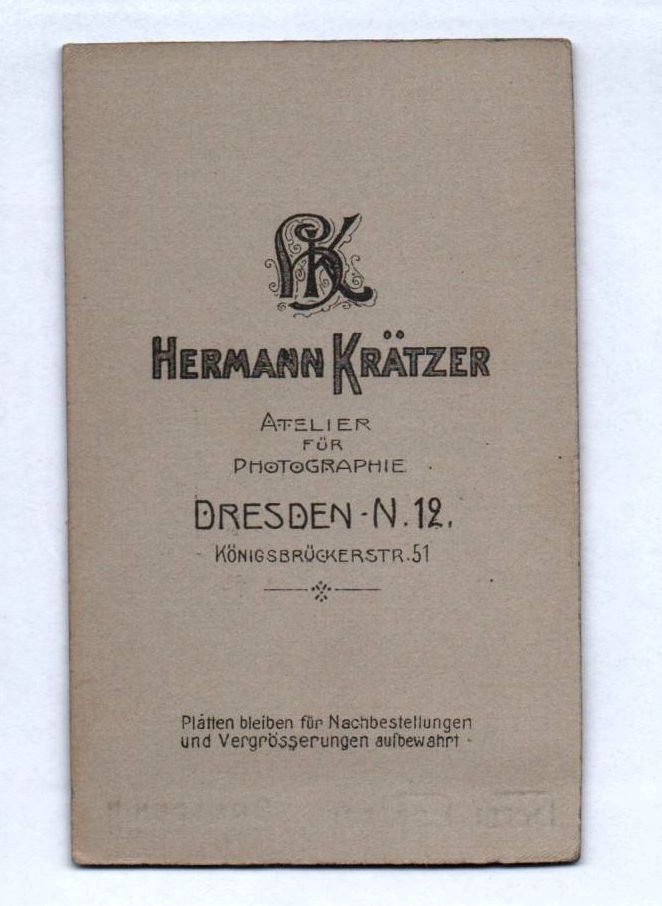 HK
HERMANN KRÄTZER
ATELIER
FÜR
PHOTOGRAPHIE
DRESDEN-N. 12.
KÖNIGSBRÜCKERSTR. 51
Platten bleiben für Nachbestellungen
und Vergrösserungen aufbewahrt